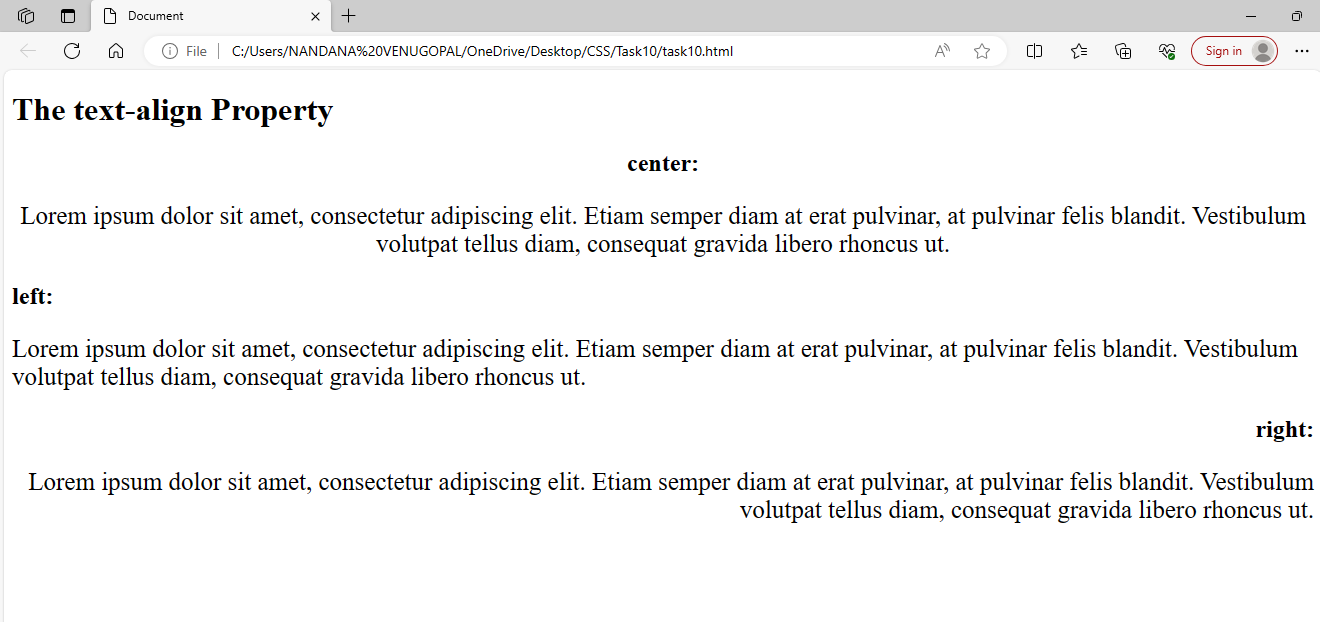 Document
File
C:/Users/NANDANA%20VENUGOPAL/OneDrive/Desktop/CSS/Task10/task10.html
Sign in
The text-align Property
center:
Lorem ipsum dolor sit amet, consectetur adipiscing elit. Etiam semper diam at erat pulvinar, at pulvinar felis blandit. Vestibulum
volutpat tellus diam, consequat gravida libero rhoncus ut.
left:
Lorem ipsum dolor sit amet, consectetur adipiscing elit. Etiam semper diam at erat pulvinar, at pulvinar felis blandit. Vestibulum
volutpat tellus diam, consequat gravida libero rhoncus ut.
right:
Lorem ipsum dolor sit amet, consectetur adipiscing elit. Etiam semper diam at erat pulvinar, at pulvinar felis blandit. Vestibulum
volutpat tellus diam, consequat gravida libero rhoncus ut.